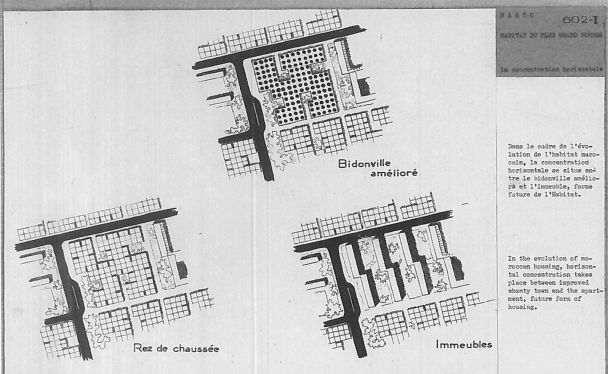 MAROC
602-I
HABITAT DU PLUS GRAND NOMBRE
La concentration horizontale
Bidonville
amélioré
Dans le cadre de l'évo-
lution de l'habitat maro-
cain, la concentration
horizontale se situe en-
tre le bidonville amélio-
ré et l'immeuble, forme
future de l'Habitat.
In the evolution of mo-
roccan housing, horizon-
tal concentration takes
place between improved
shanty town and the apart-
ment, future form of
housing.
Rez de chaussée
Immeubles